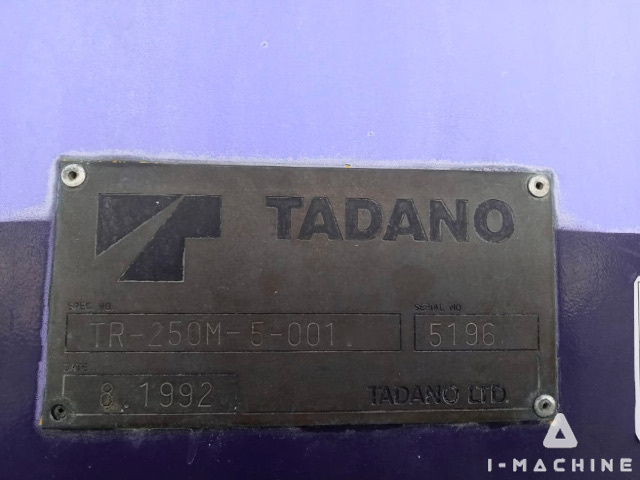 TADANO
SPEC. NO. SERIAL NO.
TR-250M-5-001. 5196.
DATE
8. 1992
TADANO LTD.
I-MACHINE